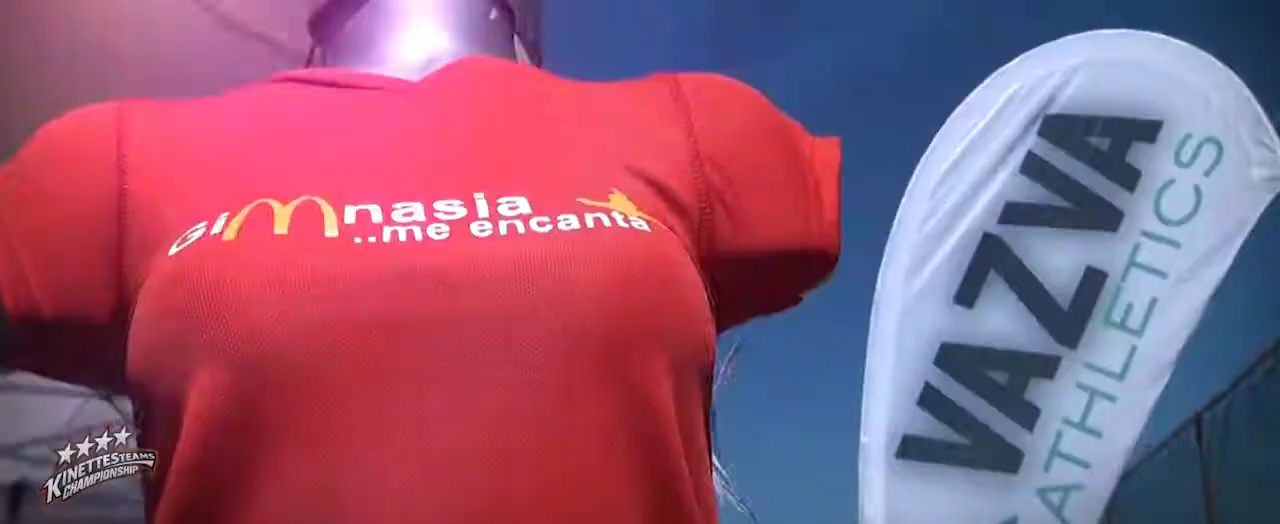 Gimnasia
..me encanta
VAZVA
ATHLETICS
KINETTES TEAMS
CHAMPIONSHIP